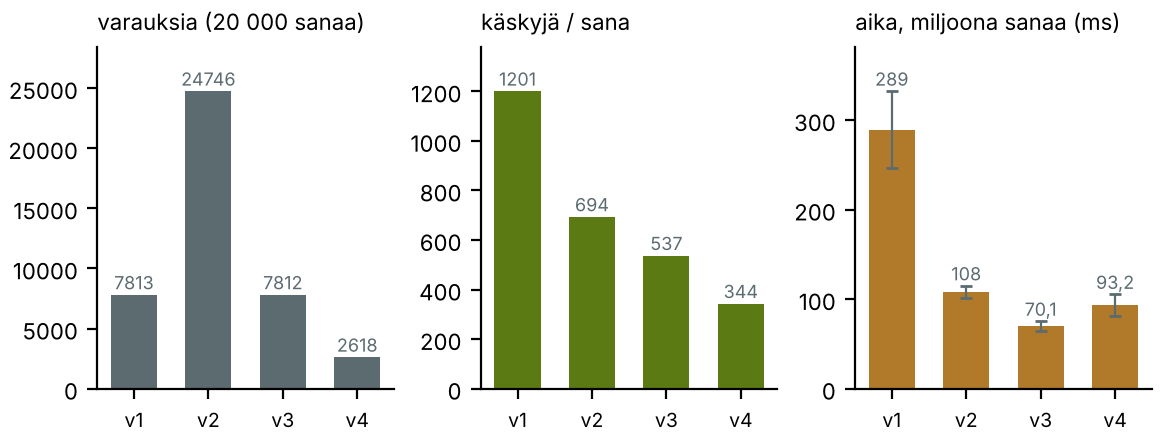 varauksia (20 000 sanaa)
25000
20000
15000
10000
5000
0
7813
24746
7812
2618
v1
v2
v3
v4
käskyjä / sana
1200
1000
800
600
400
200
0
1201
694
537
344
v1
v2
v3
v4
aika, miljoona sanaa (ms)
300
200
100
0
289
108
70,1
93,2
v1
v2
v3
v4